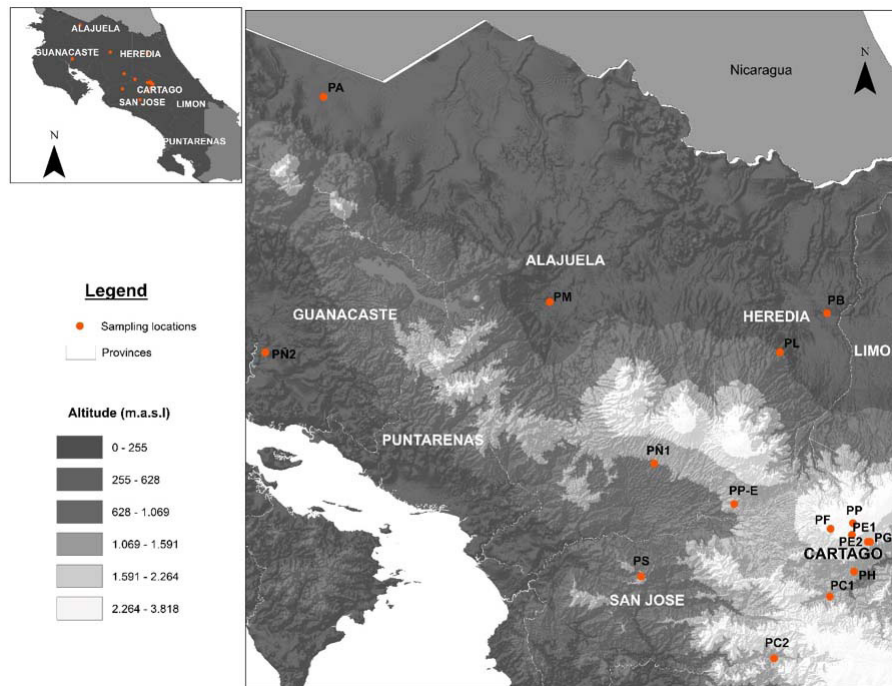 ALAJUELA
GUANACASTE
HEREDIA
CARTAGO
SAN JOSE
LIMON
PUNTARENAS
N
Legend
Sampling locations
Provinces
Altitude (m.a.s.l)
0 - 255
255 - 628
628 - 1.069
1.069 - 1.591
1.591 - 2.264
2.264 - 3.818
Nicaragua
N
PA
ALAJUELA
PM
GUANACASTE
HEREDIA
PB
PL
LIMO
PÑ2
PUNTARENAS
PÑ1
PP-E
PP
PF
PE1
PE2
PG
CARTAGO
PH
PS
PC1
SAN JOSE
PC2